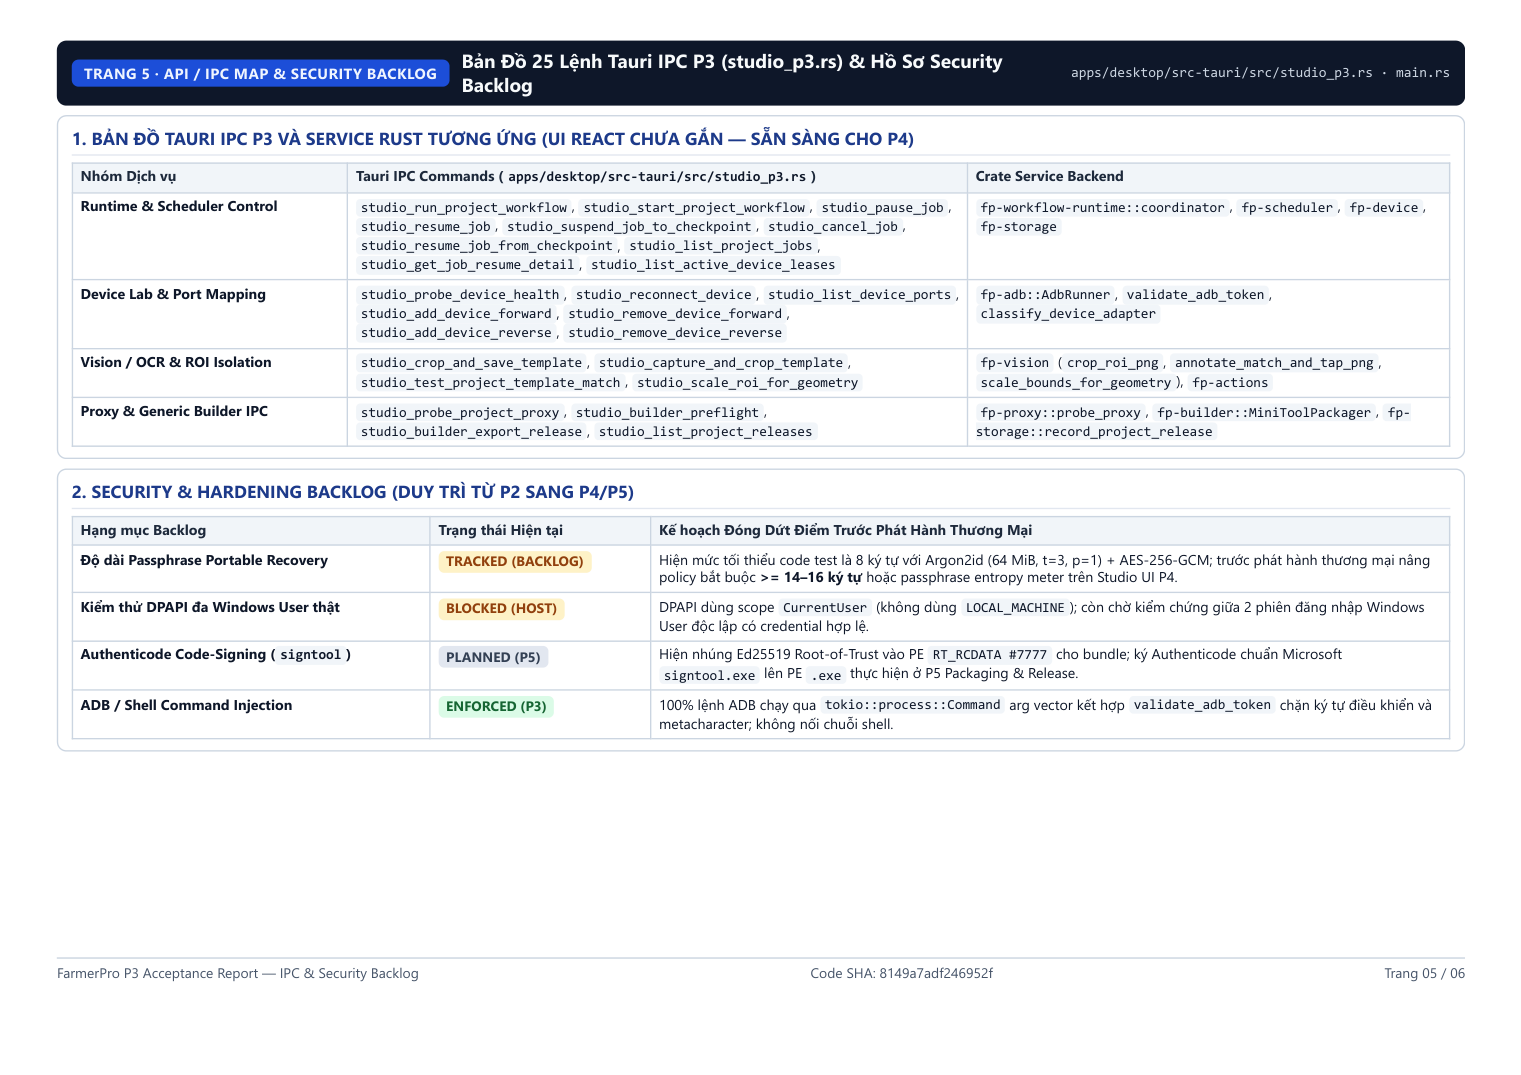 TRANG 5 · API / IPC MAP & SECURITY BACKLOG
Bản Đồ 25 Lệnh Tauri IPC P3 (studio_p3.rs) & Hồ Sơ Security
Backlog
apps/desktop/src-tauri/src/studio_p3.rs · main.rs
1. BẢN ĐỒ TAURI IPC P3 VÀ SERVICE RUST TƯƠNG ỨNG (UI REACT CHƯA GẮN — SẴN SÀNG CHO P4)
Nhóm Dịch vụ
Tauri IPC Commands ( apps/desktop/src-tauri/src/studio_p3.rs )
Crate Service Backend
Runtime & Scheduler Control
studio_run_project_workflow , studio_start_project_workflow , studio_pause_job ,
studio_resume_job , studio_suspend_job_to_checkpoint , studio_cancel_job ,
studio_resume_job_from_checkpoint , studio_list_project_jobs ,
studio_get_job_resume_detail , studio_list_active_device_leases
fp-workflow-runtime::coordinator , fp-scheduler , fp-device ,
fp-storage
Device Lab & Port Mapping
studio_probe_device_health , studio_reconnect_device , studio_list_device_ports ,
studio_add_device_forward , studio_remove_device_forward ,
studio_add_device_reverse , studio_remove_device_reverse
fp-adb::AdbRunner , validate_adb_token ,
classify_device_adapter
Vision / OCR & ROI Isolation
studio_crop_and_save_template , studio_capture_and_crop_template ,
studio_test_project_template_match , studio_scale_roi_for_geometry
fp-vision ( crop_roi_png , annotate_match_and_tap_png ,
scale_bounds_for_geometry ), fp-actions
Proxy & Generic Builder IPC
studio_probe_project_proxy , studio_builder_preflight ,
studio_builder_export_release , studio_list_project_releases
fp-proxy::probe_proxy , fp-builder::MiniToolPackager , fp-
storage::record_project_release
2. SECURITY & HARDENING BACKLOG (DUY TRÌ TỪ P2 SANG P4/P5)
Hạng mục Backlog
Trạng thái Hiện tại
Kế hoạch Đóng Dứt Điểm Trước Phát Hành Thương Mại
Độ dài Passphrase Portable Recovery
TRACKED (BACKLOG)
Hiện mức tối thiểu code test là 8 ký tự với Argon2id (64 MiB, t=3, p=1) + AES-256-GCM; trước phát hành thương mại nâng
policy bắt buộc >= 14–16 ký tự hoặc passphrase entropy meter trên Studio UI P4.
Kiểm thử DPAPI đa Windows User thật
BLOCKED (HOST)
DPAPI dùng scope CurrentUser (không dùng LOCAL_MACHINE ); còn chờ kiểm chứng giữa 2 phiên đăng nhập Windows
User độc lập có credential hợp lệ.
Authenticode Code-Signing ( signtool )
PLANNED (P5)
Hiện nhúng Ed25519 Root-of-Trust vào PE RT_RCDATA #7777 cho bundle; ký Authenticode chuẩn Microsoft
signtool.exe lên PE .exe thực hiện ở P5 Packaging & Release.
ADB / Shell Command Injection
ENFORCED (P3)
100% lệnh ADB chạy qua tokio::process::Command arg vector kết hợp validate_adb_token chặn ký tự điều khiển và
metacharacter; không nối chuỗi shell.
FarmerPro P3 Acceptance Report — IPC & Security Backlog
Code SHA: 8149a7adf246952f
Trang 05 / 06